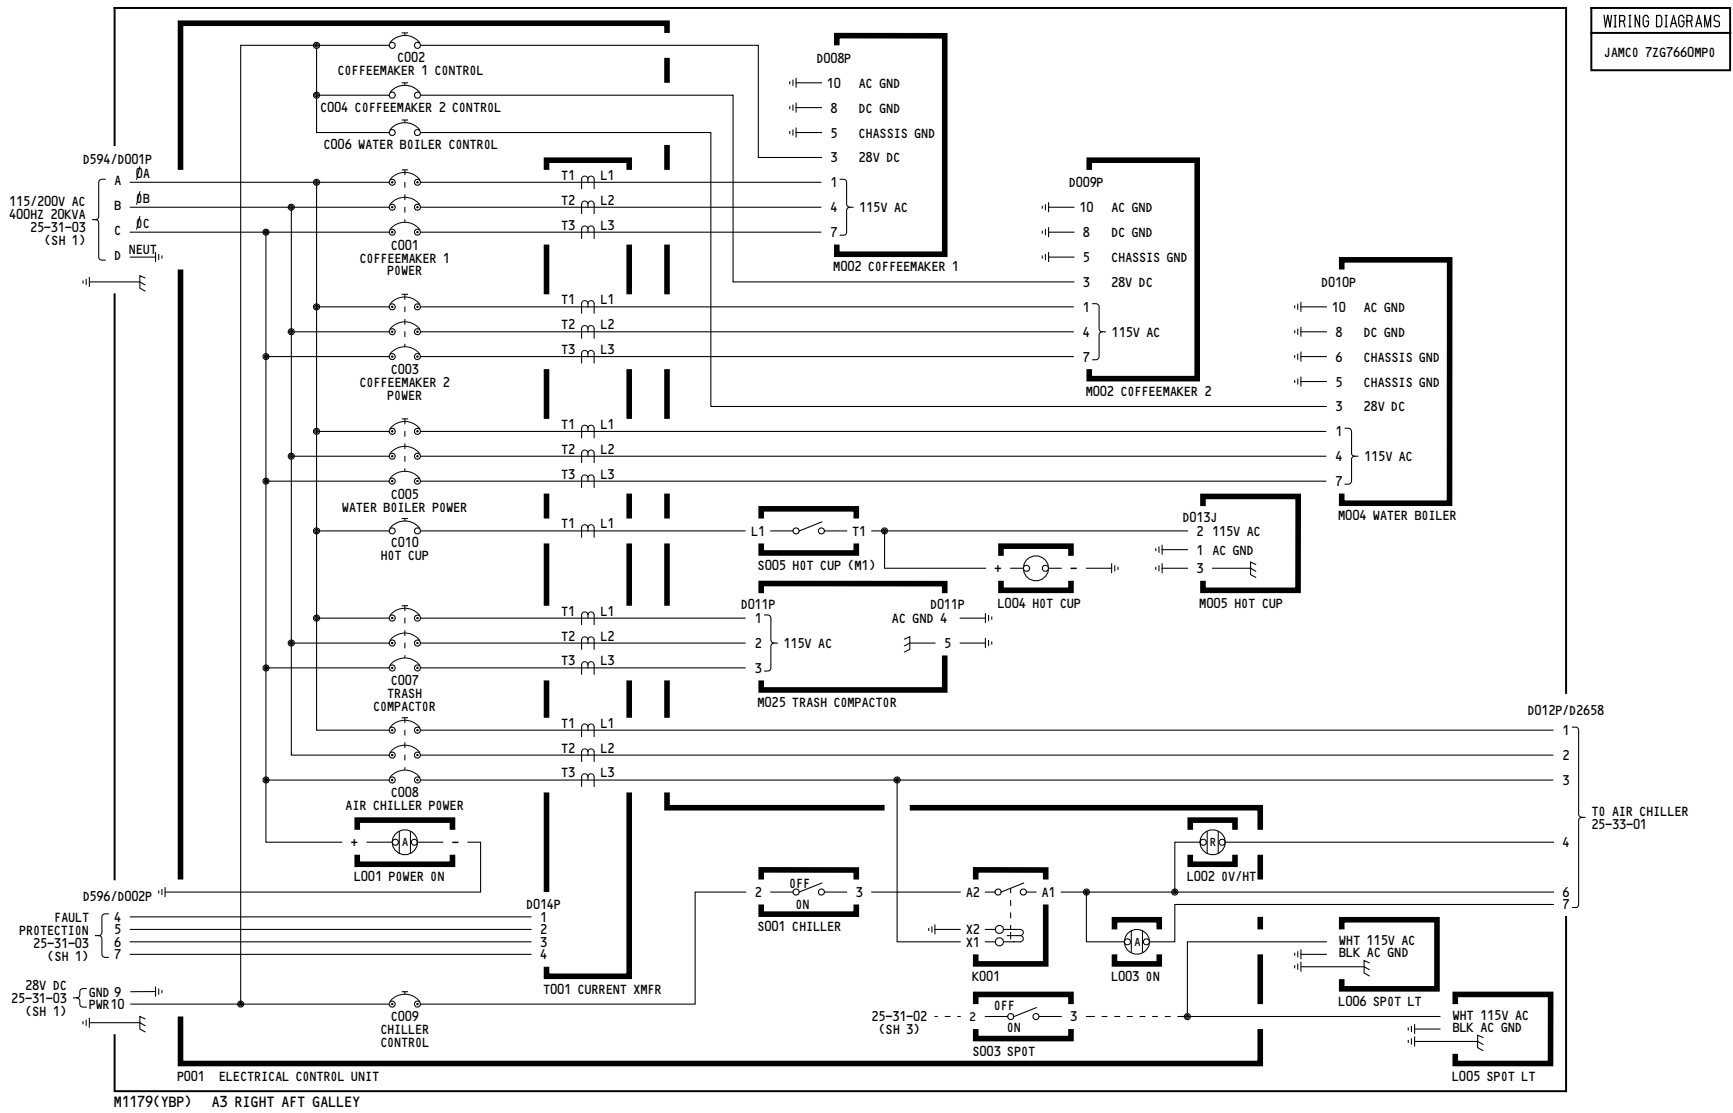 WIRING DIAGRAMS
JAMCO 7ZG7660MP0
C002
COFFEEMAKER 1 CONTROL
C004 COFFEEMAKER 2 CONTROL
C006 WATER BOILER CONTROL
D008P
10 AC GND
8 DC GND
5 CHASSIS GND
3 28V DC
1
4 115V AC
7
M002 COFFEEMAKER 1
D594/D001P
A ØA
B ØB
C ØC
D NEUT
115/200V AC
400HZ 20KVA
25-31-03
(SH 1)
T1 L1
T2 L2
T3 L3
C001
COFFEEMAKER 1
POWER
D009P
10 AC GND
8 DC GND
5 CHASSIS GND
3 28V DC
1
4 115V AC
7
M002 COFFEEMAKER 2
T1 L1
T2 L2
T3 L3
C003
COFFEEMAKER 2
POWER
D010P
10 AC GND
8 DC GND
6 CHASSIS GND
5 CHASSIS GND
3 28V DC
1
4 115V AC
7
M004 WATER BOILER
T1 L1
T2 L2
T3 L3
C005
WATER BOILER POWER
C010
HOT CUP
T1 L1
L1 T1
S005 HOT CUP (M1)
+ -
L004 HOT CUP
D013J
2 115V AC
1 AC GND
3
M005 HOT CUP
T1 L1
T2 L2
T3 L3
C007
TRASH
COMPACTOR
D011P
1
2 115V AC
3
D011P
AC GND 4
5
M025 TRASH COMPACTOR
T1 L1
T2 L2
T3 L3
C008
AIR CHILLER POWER
D012P/D2658
1
2
3
4
6
7
TO AIR CHILLER
25-33-01
+ A -
L001 POWER ON
R
L002 OV/HT
D596/D002P
FAULT
PROTECTION
25-31-03
(SH 1)
4
5
6
7
D014P
1
2
3
4
T001 CURRENT XMFR
2 OFF 3
ON
S001 CHILLER
A2 A1
X2
X1
K001
A
L003 ON
WHT 115V AC
BLK AC GND
L006 SPOT LT
28V DC
25-31-03
(SH 1)
GND 9
PWR10
C009
CHILLER
CONTROL
25-31-02
(SH 3)
2 OFF 3
ON
S003 SPOT
WHT 115V AC
BLK AC GND
L005 SPOT LT
P001 ELECTRICAL CONTROL UNIT
M1179(YBP) A3 RIGHT AFT GALLEY